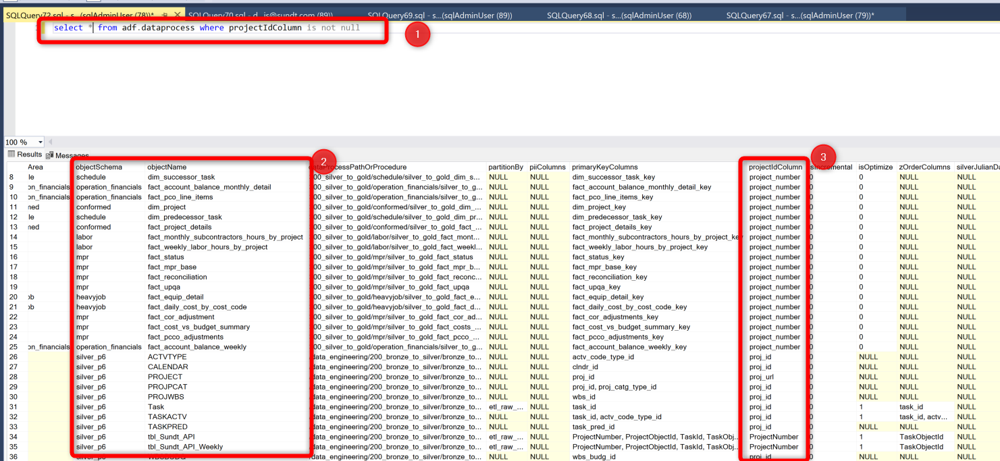 SQLQuery72.sql - s...(sqlAdminUser (78))* SQLQuery70.sql - d...is@sundt.com (89)) SQLQuery69.sql - s...(sqlAdminUser (89)) SQLQuery68.sql - s...(sqlAdminUser (68)) SQLQuery67.sql - s...(sqlAdminUser (79))*
1 select * from adf.dataprocess where projectIdColumn is not null
1
100 %
Results Messages
2
3
Area objectSchema objectName dataProcessPathOrProcedure partitionBy piiColumns primaryKeyColumns projectIdColumn isIncremental isOptimize zOrderColumns silverJulianDa
8 le schedule dim_successor_task 00_silver_to_gold/schedule/silver_to_gold_dim_s... NULL NULL dim_successor_task_key project_number 0 0 NULL NULL
9 on_financials operation_financials fact_account_balance_monthly_detail 00_silver_to_gold/operation_financials/silver_to_g... NULL NULL fact_account_balance_monthly_detail_key project_number 0 0 NULL NULL
10 on_financials operation_financials fact_pco_line_items 00_silver_to_gold/operation_financials/silver_to_g... NULL NULL fact_pco_line_items_key project_number 0 0 NULL NULL
11 ned conformed dim_project 00_silver_to_gold/conformed/silver_to_gold_dim_... NULL NULL dim_project_key project_number 0 0 NULL NULL
12 le schedule dim_predecessor_task 00_silver_to_gold/schedule/silver_to_gold_dim_pr... NULL NULL dim_predecessor_task_key project_number 0 0 NULL NULL
13 ned conformed fact_project_details 00_silver_to_gold/conformed/silver_to_gold_fact_... NULL NULL fact_project_details_key project_number 0 0 NULL NULL
14 labor fact_monthly_subcontractors_hours_by_project 00_silver_to_gold/labor/silver_to_gold_fact_mont... NULL NULL fact_monthly_subcontractors_hours_by_project_key project_number 0 0 NULL NULL
15 labor fact_weekly_labor_hours_by_project 00_silver_to_gold/labor/silver_to_gold_fact_weekl... NULL NULL fact_weekly_labor_hours_by_project_key project_number 0 0 NULL NULL
16 mpr fact_status 00_silver_to_gold/mpr/silver_to_gold_fact_status NULL NULL fact_status_key project_number 0 0 NULL NULL
17 mpr fact_mpr_base 00_silver_to_gold/mpr/silver_to_gold_fact_mpr_b... NULL NULL fact_mpr_base_key project_number 0 0 NULL NULL
18 mpr fact_reconciliation 00_silver_to_gold/mpr/silver_to_gold_fact_reconc... NULL NULL fact_reconciliation_key project_number 0 0 NULL NULL
19 mpr fact_upqa 00_silver_to_gold/mpr/silver_to_gold_fact_upqa NULL NULL fact_upqa_key project_number 0 0 NULL NULL
20 ob heavyjob fact_equip_detail 00_silver_to_gold/heavyjob/silver_to_gold_fact_e... NULL NULL fact_equip_detail_key project_number 0 0 NULL NULL
21 ob heavyjob fact_daily_cost_by_cost_code 00_silver_to_gold/heavyjob/silver_to_gold_fact_d... NULL NULL fact_daily_cost_by_cost_code_key project_number 0 0 NULL NULL
22 mpr fact_cor_adjustment 00_silver_to_gold/mpr/silver_to_gold_fact_cor_ad... NULL NULL fact_cor_adjustments_key project_number 0 0 NULL NULL
23 mpr fact_cost_vs_budget_summary 00_silver_to_gold/mpr/silver_to_gold_fact_costs_... NULL NULL fact_cost_vs_budget_summary_key project_number 0 0 NULL NULL
24 mpr fact_pcco_adjustments 00_silver_to_gold/mpr/silver_to_gold_fact_pcco_... NULL NULL fact_pcco_adjustments_key project_number 0 0 NULL NULL
25 on_financials operation_financials fact_account_balance_weekly 00_silver_to_gold/operation_financials/silver_to_g... NULL NULL fact_account_balance_weekly_key project_number 0 0 NULL NULL
26 silver_p6 ACTVTYPE /data_engineering/200_bronze_to_silver/bronze_to... NULL NULL actv_code_type_id proj_id 0 NULL NULL NULL
27 silver_p6 CALENDAR /data_engineering/200_bronze_to_silver/bronze_to... NULL NULL clndr_id proj_id 0 NULL NULL NULL
28 silver_p6 PROJECT /data_engineering/200_bronze_to_silver/bronze_to... NULL NULL proj_id proj_url 0 NULL NULL NULL
29 silver_p6 PROJPCAT /data_engineering/200_bronze_to_silver/bronze_to... NULL NULL proj_id, proj_catg_type_id proj_id 0 NULL NULL NULL
30 silver_p6 PROJWBS /data_engineering/200_bronze_to_silver/bronze_to... NULL NULL wbs_id proj_id 0 NULL NULL NULL
31 silver_p6 Task /data_engineering/200_bronze_to_silver/bronze_to... etl_raw_... NULL task_id proj_id 0 1 task_id NULL
32 silver_p6 TASKACTV /data_engineering/200_bronze_to_silver/bronze_to... NULL NULL task_id, actv_code_type_id proj_id 0 1 task_id, actv... NULL
33 silver_p6 TASKPRED /data_engineering/200_bronze_to_silver/bronze_to... NULL NULL task_pred_id proj_id 0 NULL NULL NULL
34 silver_p6 tbl_Sundt_API /data_engineering/200_bronze_to_silver/bronze_to... etl_raw_... NULL ProjectNumber, ProjectObjectId, TaskId, TaskObj... ProjectNumber 0 1 TaskObjectId NULL
35 silver_p6 tbl_Sundt_API_Weekly /data_engineering/200_bronze_to_silver/bronze_to... etl_raw_... NULL ProjectNumber, ProjectObjectId, TaskId, TaskObj... ProjectNumber 0 1 TaskObjectId NULL
36 silver_p6 /data_engineering/200_bronze_to_silver/bronze_to... NULL NULL wbs_budg_id proj_id 0 NULL NULL NULL